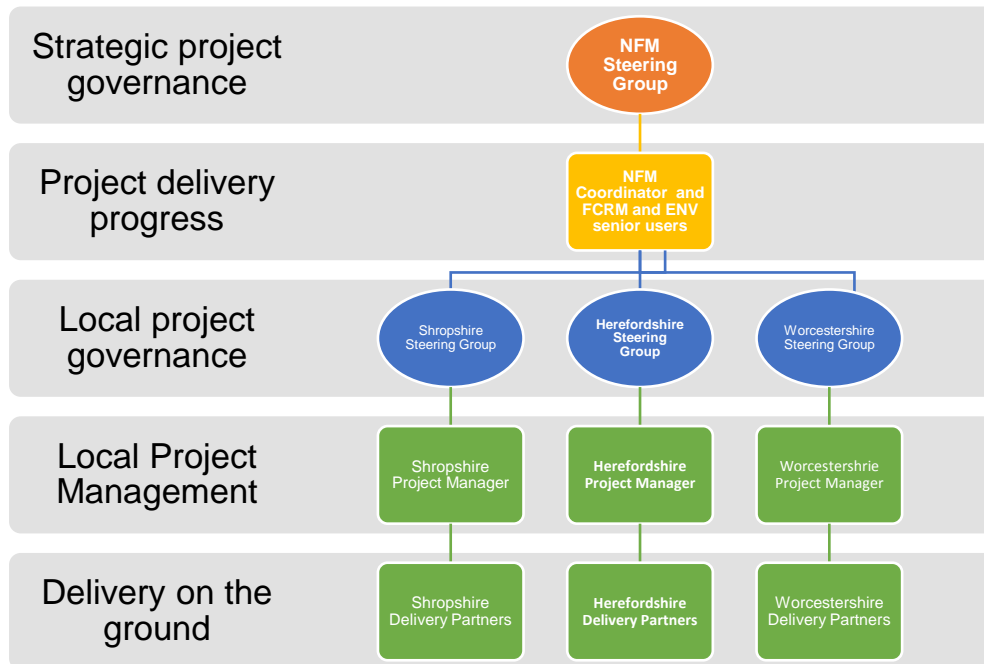 Strategic project
governance
NFM
Steering
Group
Project delivery
progress
NFM
Coordinator and
FCRM and ENV
senior users
Local project
governance
Shropshire
Steering Group
Herefordshire
Steering
Group
Worcestershire
Steering Group
Local Project
Management
Shropshire
Project Manager
Herefordshire
Project Manager
Worcestershrie
Project Manager
Delivery on the
ground
Shropshire
Delivery Partners
Herefordshire
Delivery Partners
Worcestershire
Delivery Partners